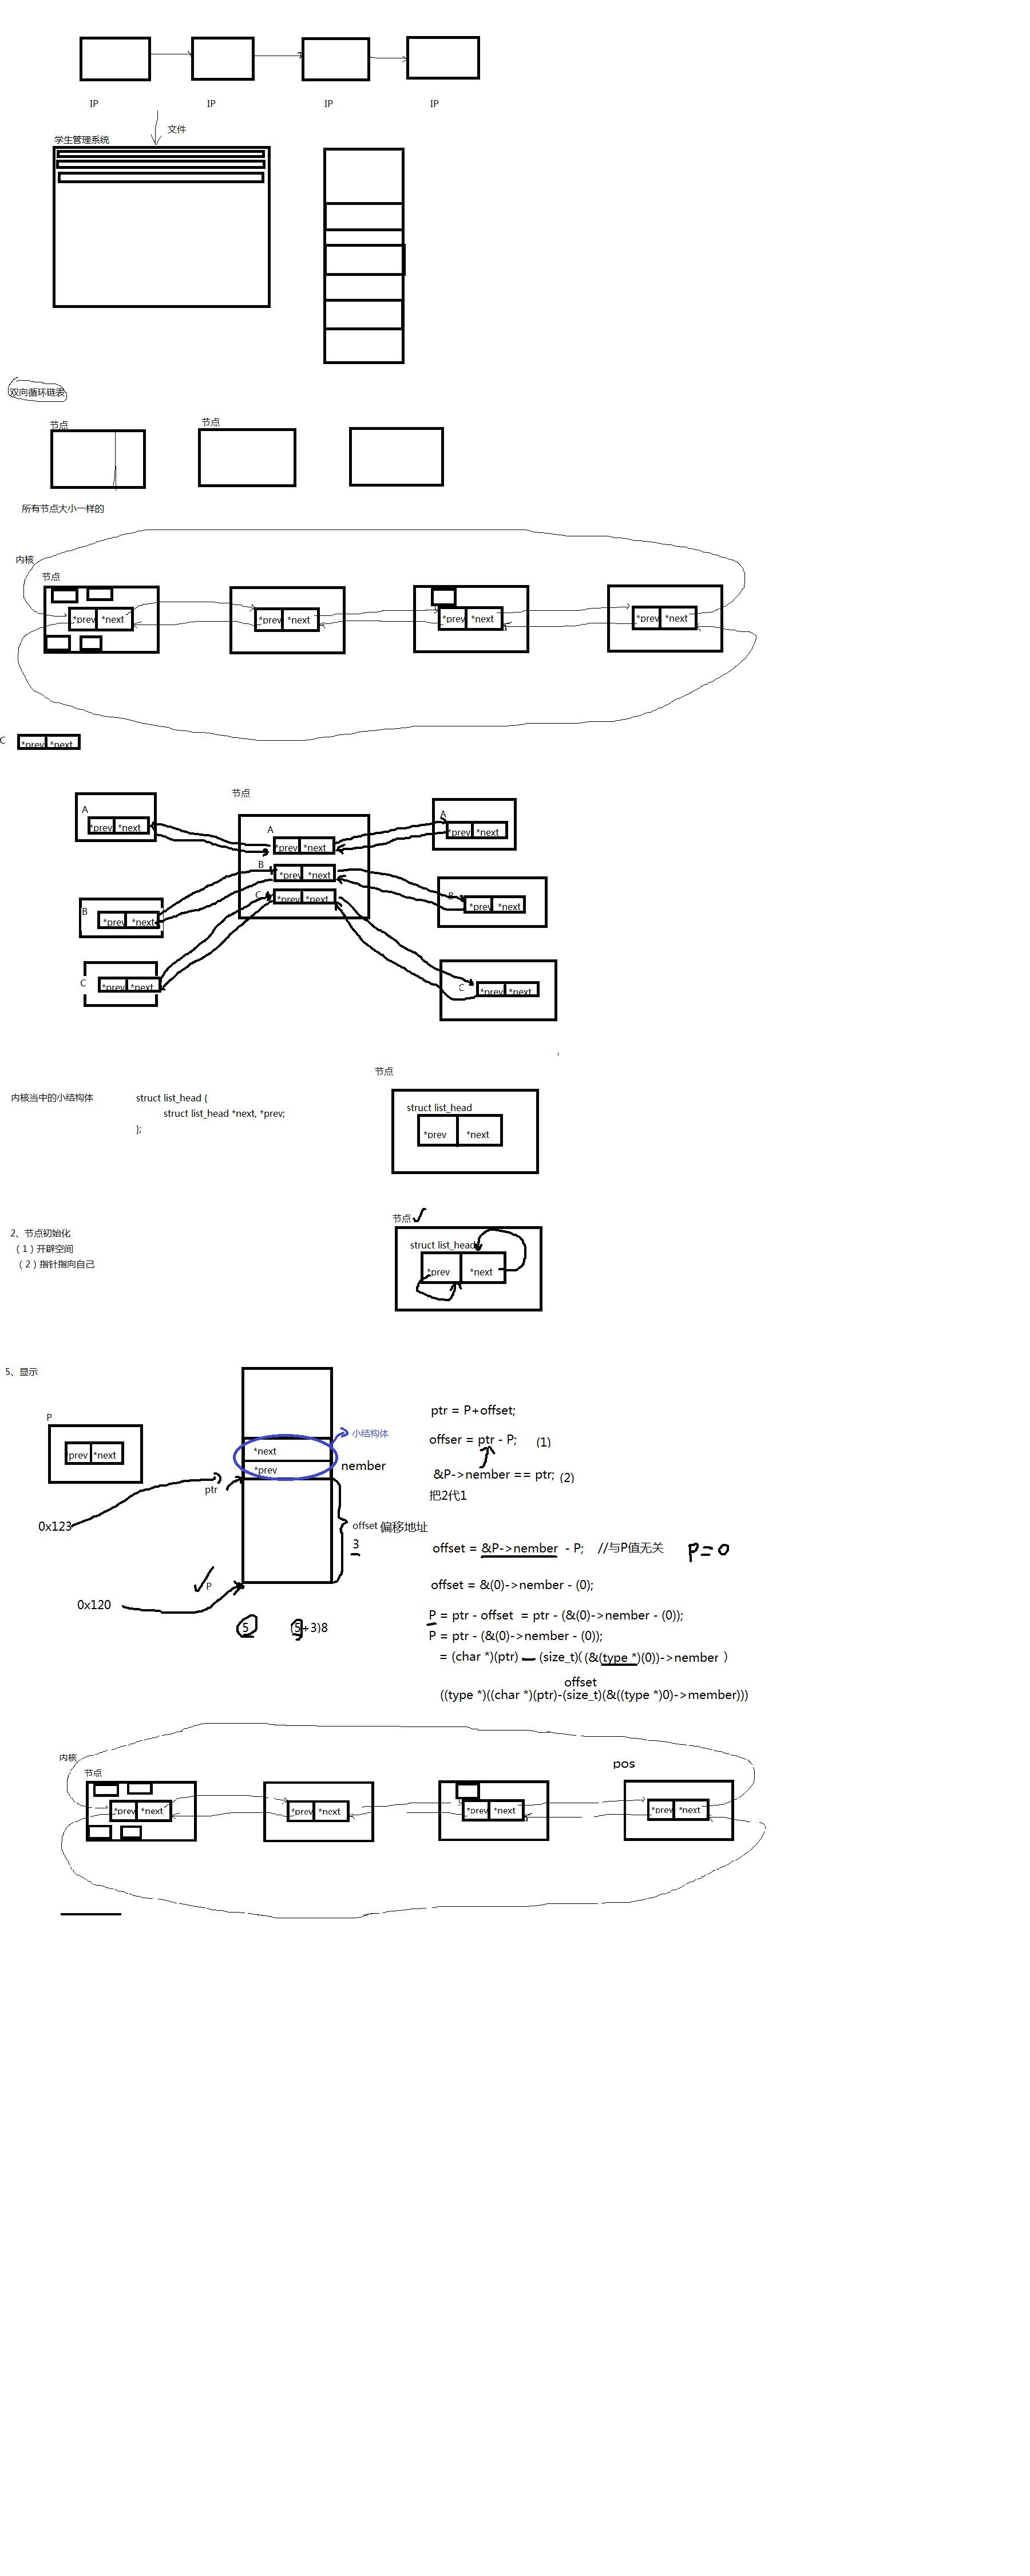 IP IP IP IP
文件
学生管理系统
双向循环链表
节点 节点
所有节点大小一样的
内核
节点
*prev *next *prev *next *prev *next *prev *next
C *prev *next
节点
A A A
*prev *next *prev *next *prev *next
B B B
*prev *next *prev *next *prev *next
C C C
*prev *next *prev *next *prev *next
节点
内核当中的小结构体 struct list_head {
struct list_head *next, *prev;
};
struct list_head
*prev *next
2、节点初始化
（1）开辟空间
（2）指针指向自己
节点
struct list_head
*prev *next
5、显示
P
prev *next
0x123
0x120
*next
*prev
小结构体
nember
ptr
offset 偏移地址
3
P
5 (5+3)8
ptr = P+offset;
offser = ptr - P; (1)
&P->nember == ptr; (2)
把2代1
offset = &P->nember - P; //与P值无关 P=0
offset = &(0)->nember - (0);
P = ptr - offset = ptr - (&(0)->nember - (0));
P = ptr - (&(0)->nember - (0));
= (char *)(ptr) — (size_t)( (&(type *)(0))->nember )
offset
((type *)((char *)(ptr)-(size_t)(&((type *)0)->member)))
内核
节点
pos
*prev *next *prev *next *prev *next *prev *next